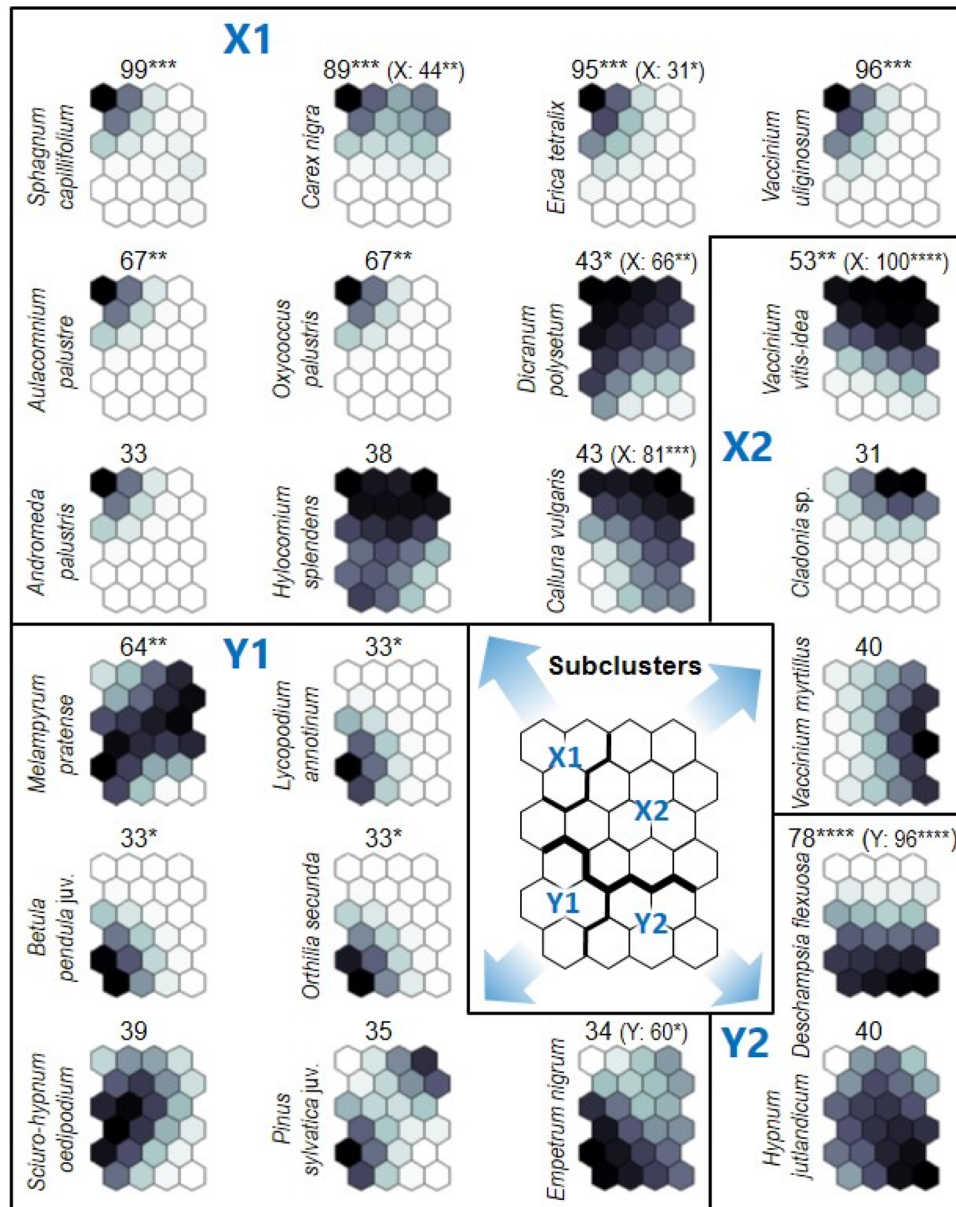 X1
99***
Sphagnum
capillifolium
89*** (X: 44**)
Carex nigra
95*** (X: 31*)
Erica tetralix
96***
Vaccinium
uliginosum
67**
Aulacomnium
palustre
67**
Oxycoccus
palustris
43* (X: 66**)
Dicranum
polysetum
53** (X: 100****)
Vaccinium
vitis-idea
X2
33
Andromeda
palustris
38
Hylocomium
splendens
43 (X: 81***)
Calluna vulgaris
31
Cladonia sp.
Y1
64**
Melampyrum
pratense
33*
Lycopodium
annotinum
Subclusters
X1
X2
Y1
Y2
40
Vaccinium myrtillus
33*
Betula
pendula juv.
33*
Orthilia secunda
78**** (Y: 96****)
Deschampsia flexuosa
39
Sciuro-hypnum
oedipodium
35
Pinus
sylvatica juv.
34 (Y: 60*)
Empetrum nigrum
Y2
40
Hypnum
jutlandicum